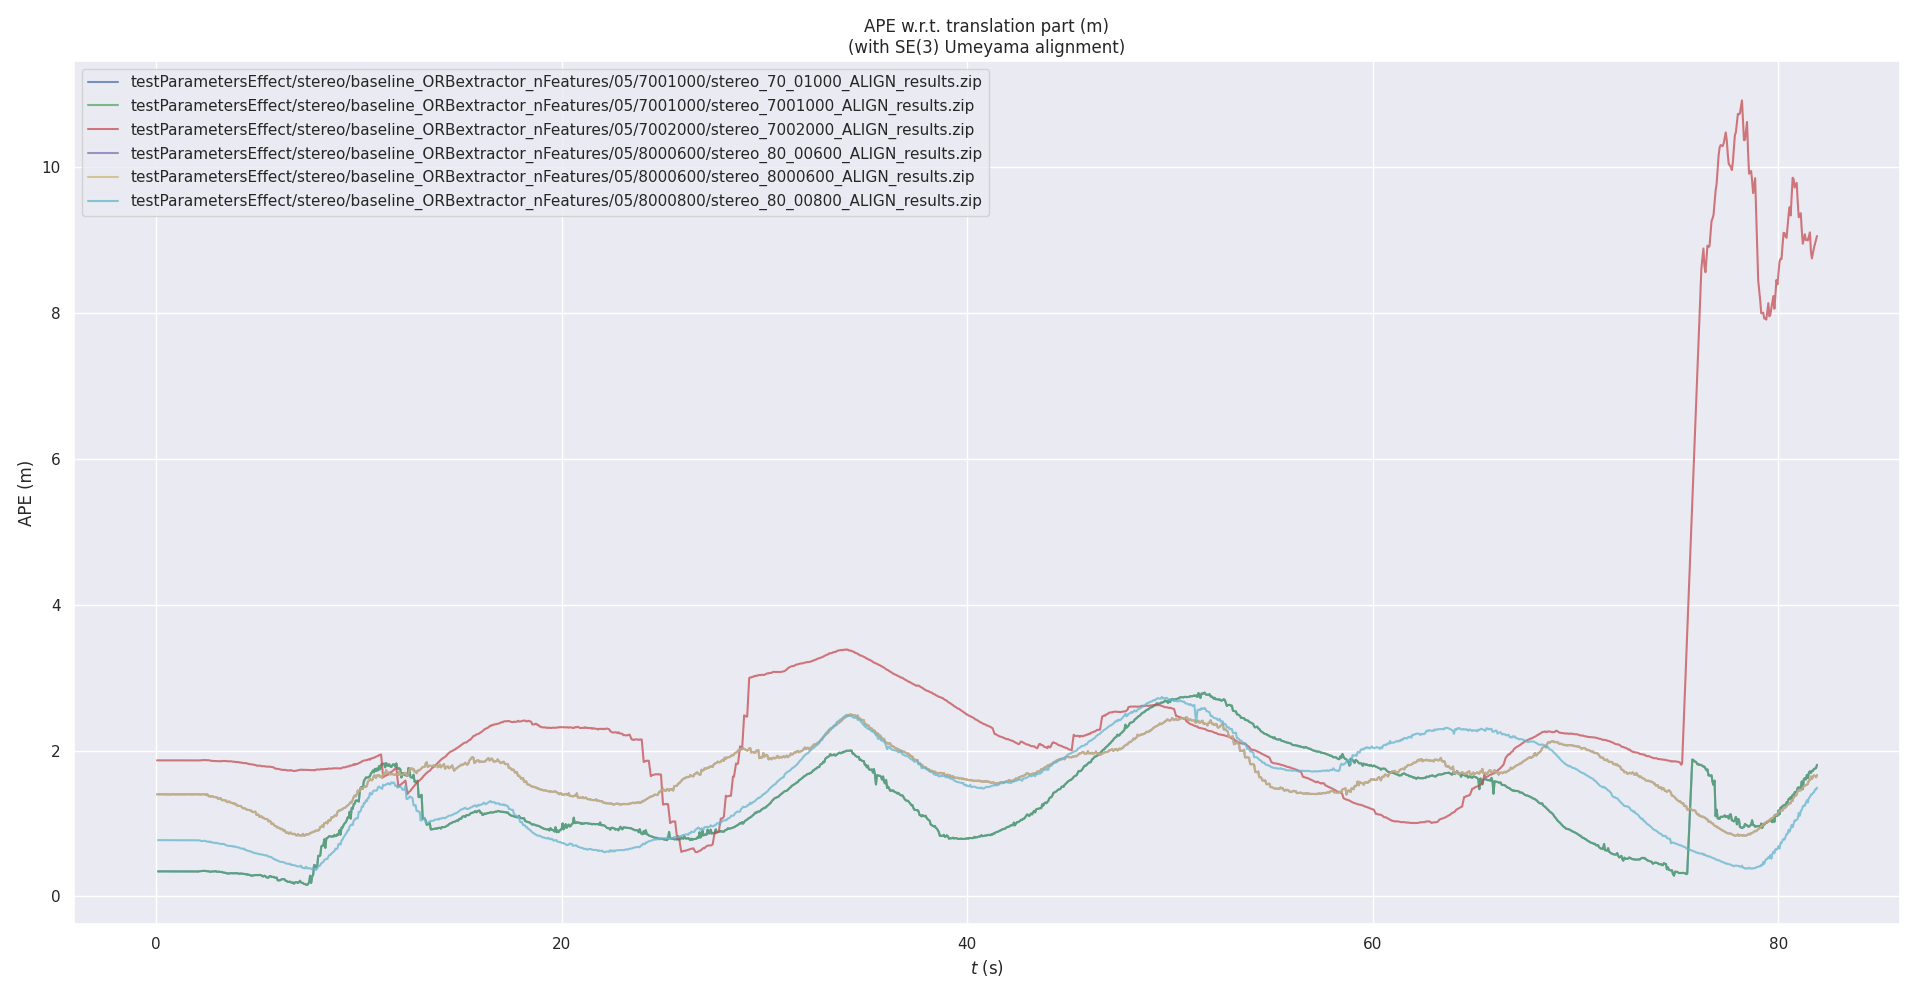 APE w.r.t. translation part (m)
(with SE(3) Umeyama alignment)
testParametersEffect/stereo/baseline_ORBextractor_nFeatures/05/7001000/stereo_70_01000_ALIGN_results.zip
testParametersEffect/stereo/baseline_ORBextractor_nFeatures/05/7001000/stereo_7001000_ALIGN_results.zip
testParametersEffect/stereo/baseline_ORBextractor_nFeatures/05/7002000/stereo_7002000_ALIGN_results.zip
testParametersEffect/stereo/baseline_ORBextractor_nFeatures/05/8000600/stereo_80_00600_ALIGN_results.zip
testParametersEffect/stereo/baseline_ORBextractor_nFeatures/05/8000600/stereo_8000600_ALIGN_results.zip
testParametersEffect/stereo/baseline_ORBextractor_nFeatures/05/8000800/stereo_80_00800_ALIGN_results.zip
10
8
6
4
2
0
APE (m)
0 20 40 60 80
t (s)